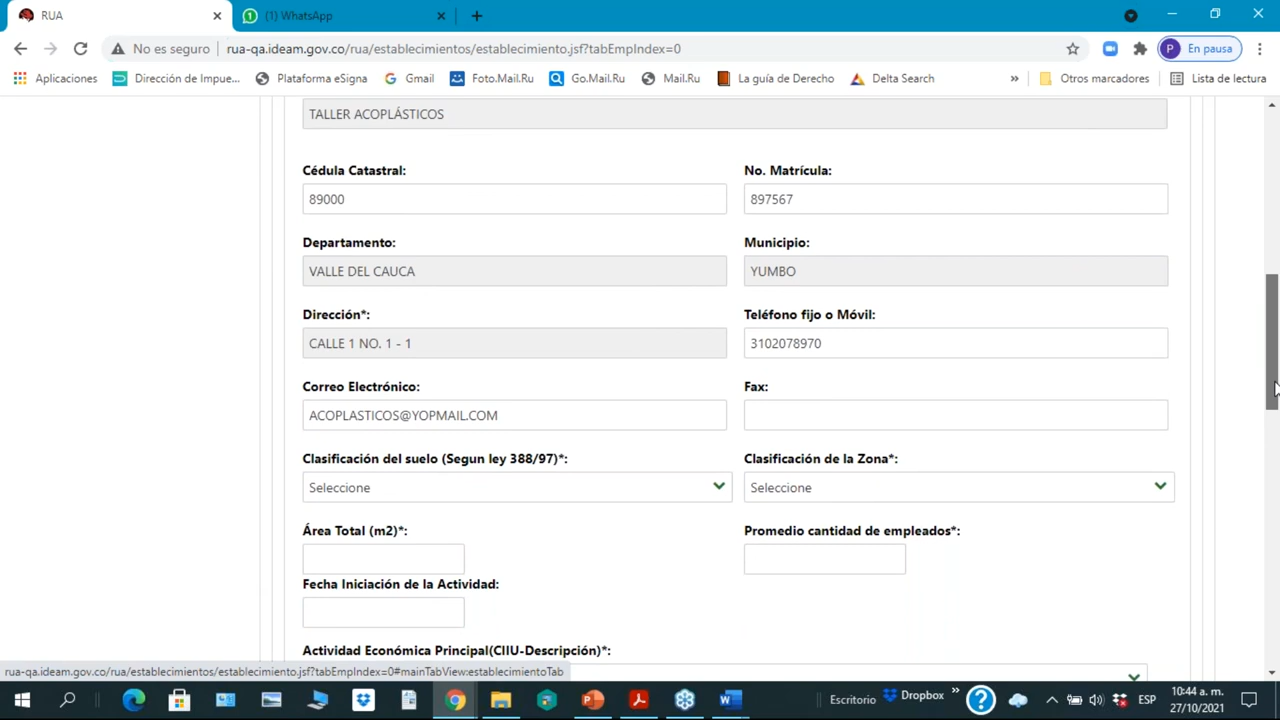 RUA
(1) WhatsApp
No es seguro
rua-qa.ideam.gov.co/rua/establecimientos/establecimiento.jsf?tabEmpIndex=0
P En pausa
Aplicaciones
Dirección de Impue...
Plataforma eSigna
Gmail
Foto.Mail.Ru
Go.Mail.Ru
Mail.Ru
La guía de Derecho
Delta Search
»
Otros marcadores
Lista de lectura
TALLER ACOPLÁSTICOS
Cédula Catastral:
No. Matrícula:
89000
897567
Departamento:
Municipio:
VALLE DEL CAUCA
YUMBO
Dirección*:
Teléfono fijo o Móvil:
CALLE 1 NO. 1 - 1
3102078970
Correo Electrónico:
Fax:
ACOPLASTICOS@YOPMAIL.COM
Clasificación del suelo (Segun ley 388/97)*:
Clasificación de la Zona*:
Seleccione
Seleccione
Área Total (m2)*:
Promedio cantidad de empleados*:
Fecha Iniciación de la Actividad:
Actividad Económica Principal(CIIU-Descripción)*:
rua-qa.ideam.gov.co/rua/establecimientos/establecimiento.jsf?tabEmpIndex=0#mainTabView:establecimientoTab
Escritorio
Dropbox
»
ESP
10:44 a. m.
27/10/2021